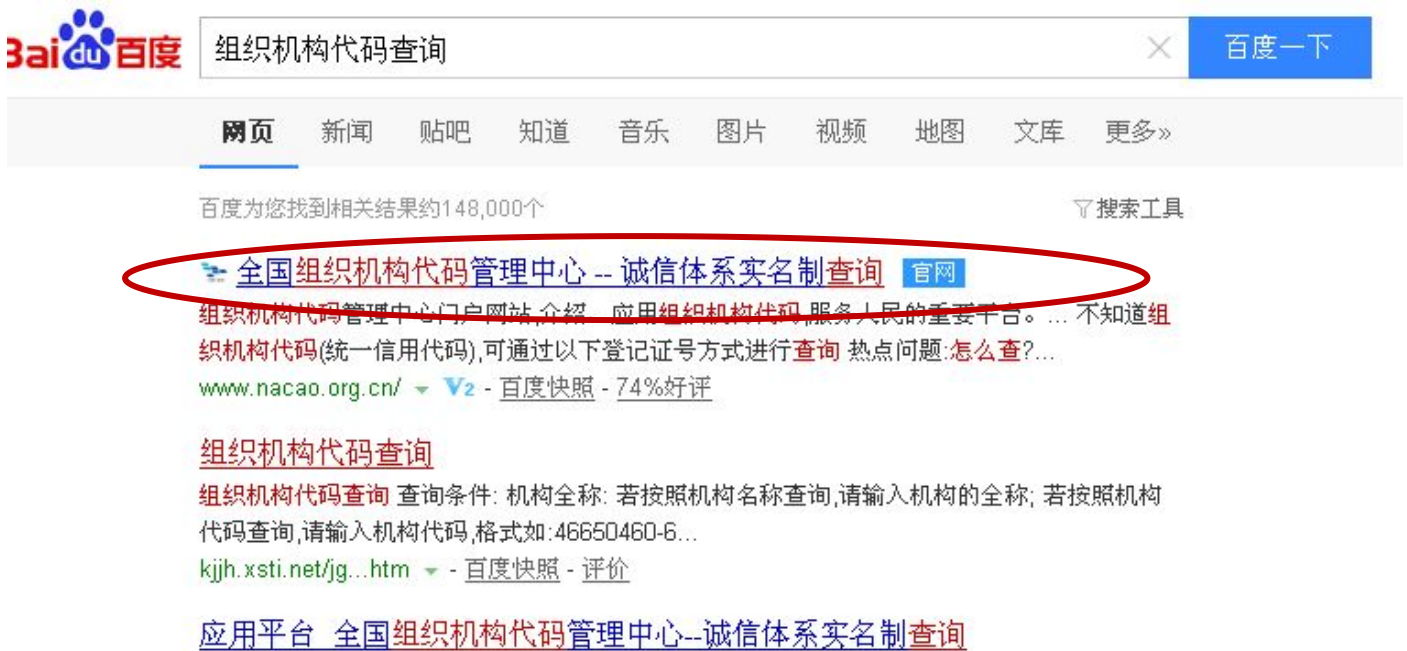 Bai du 百度 组织机构代码查询 百度一下
网页 新闻 贴吧 知道 音乐 图片 视频 地图 文库 更多»
百度为您找到相关结果约148,000个 搜索工具
全国组织机构代码管理中心 -- 诚信体系实名制查询 官网
组织机构代码管理中心门户网站,介绍、应用组织机构代码,服务人民的重要平台。... 不知道组
织机构代码(统一信用代码),可通过以下登记证号方式进行查询 热点问题:怎么查?...
www.nacao.org.cn/ V2 - 百度快照 - 74%好评
组织机构代码查询
组织机构代码查询 查询条件: 机构全称: 若按照机构名称查询,请输入机构的全称; 若按照机构
代码查询,请输入机构代码,格式如:46650460-6...
kjjh.xsti.net/jg...htm - 百度快照 - 评价
应用平台 全国组织机构代码管理中心--诚信体系实名制查询